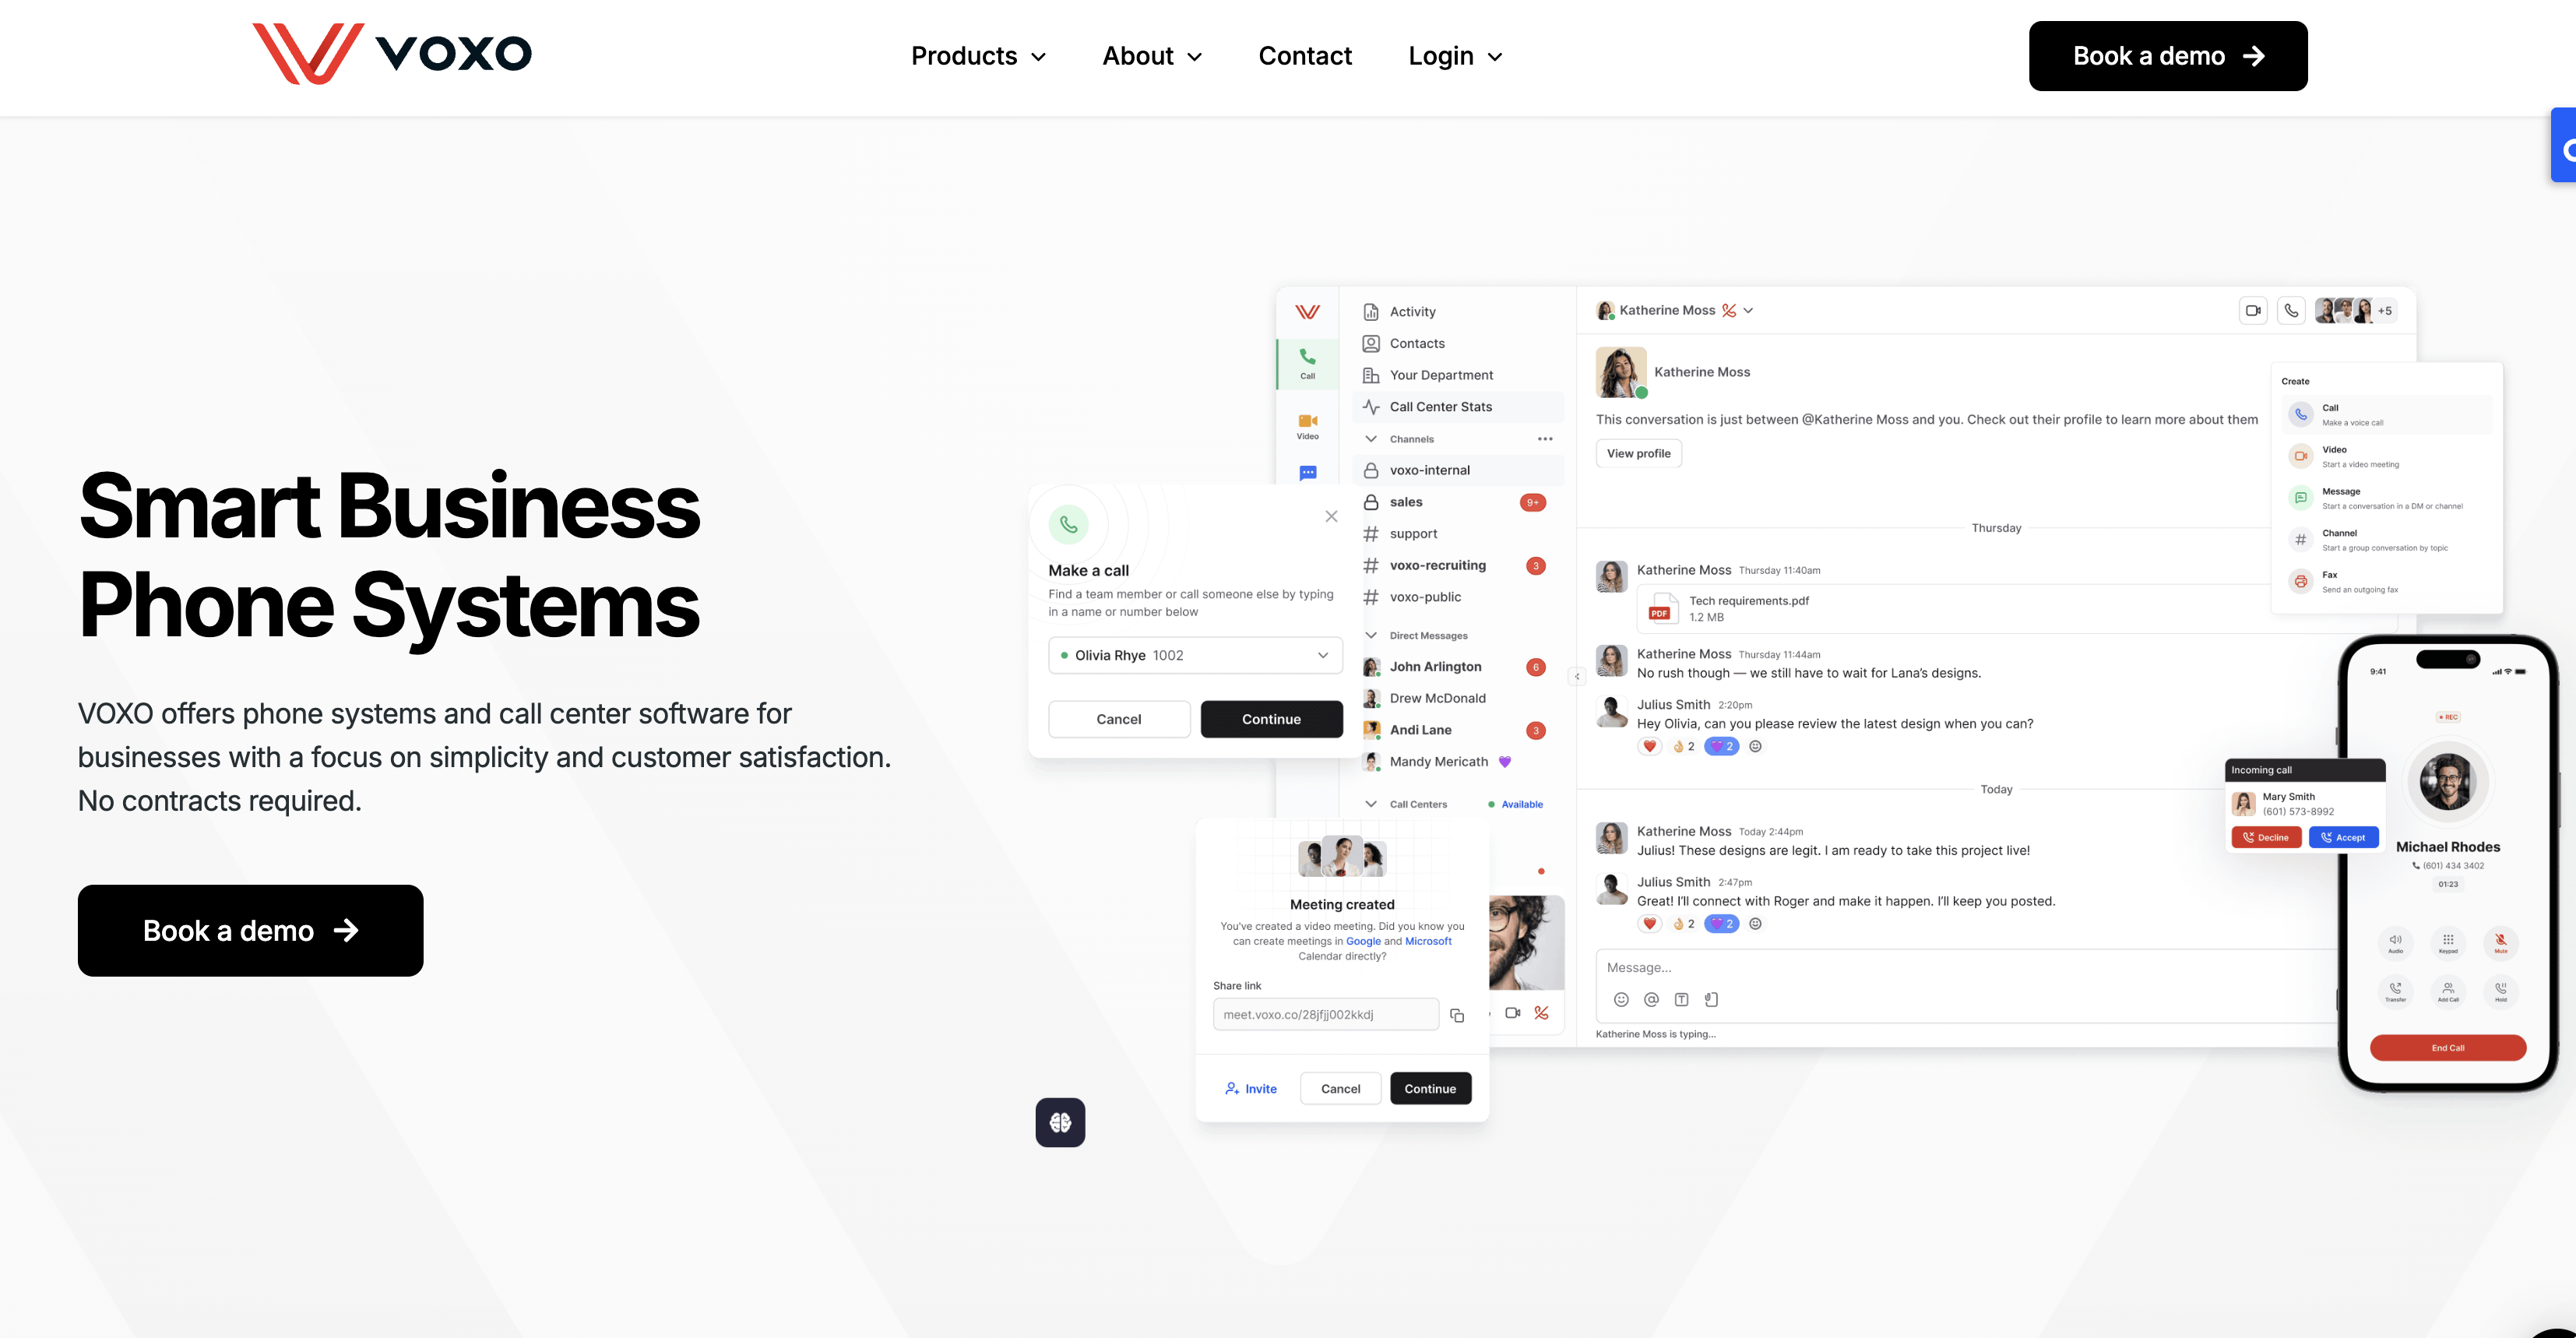 VOXO
Products
About
Contact
Login
Book a demo
Smart Business
Phone Systems
VOXO offers phone systems and call center software for
businesses with a focus on simplicity and customer satisfaction.
No contracts required.
Book a demo
Call
Video
Activity
Contacts
Your Department
Call Center Stats
Channels
voxo-internal
sales 9+
support
voxo-recruiting 3
voxo-public
Direct Messages
John Arlington 6
Drew McDonald
Andi Lane 3
Mandy Mericath
Call Centers Available
Make a call
Find a team member or call someone else by typing
in a name or number below
Olivia Rhye 1002
Cancel Continue
Meeting created
You've created a video meeting. Did you know you
can create meetings in Google and Microsoft
Calendar directly?
Share link
meet.voxo.co/28jfjj002kkdj
Invite Cancel Continue
Katherine Moss
+5
Katherine Moss
This conversation is just between @Katherine Moss and you. Check out their profile to learn more about them
View profile
Thursday
Katherine Moss Thursday 11:40am
PDF
Tech requirements.pdf
1.2 MB
Katherine Moss Thursday 11:44am
No rush though — we still have to wait for Lana's designs.
Julius Smith 2:20pm
Hey Olivia, can you please review the latest design when you can?
2 2
Today
Katherine Moss Today 2:44pm
Julius! These designs are legit. I am ready to take this project live!
Julius Smith 2:47pm
Great! I'll connect with Roger and make it happen. I'll keep you posted.
2 2
Message...
Katherine Moss is typing...
Create
Call
Make a voice call
Video
Start a video meeting
Message
Start a conversation in a DM or channel
Channel
Start a group conversation by topic
Fax
Send an outgoing fax
Incoming call
Mary Smith
(601) 573-8992
Decline Accept
9:41
REC
Michael Rhodes
(601) 434 3402
01:23
Audio Keypad Mute
Transfer Add Call Hold
End Call